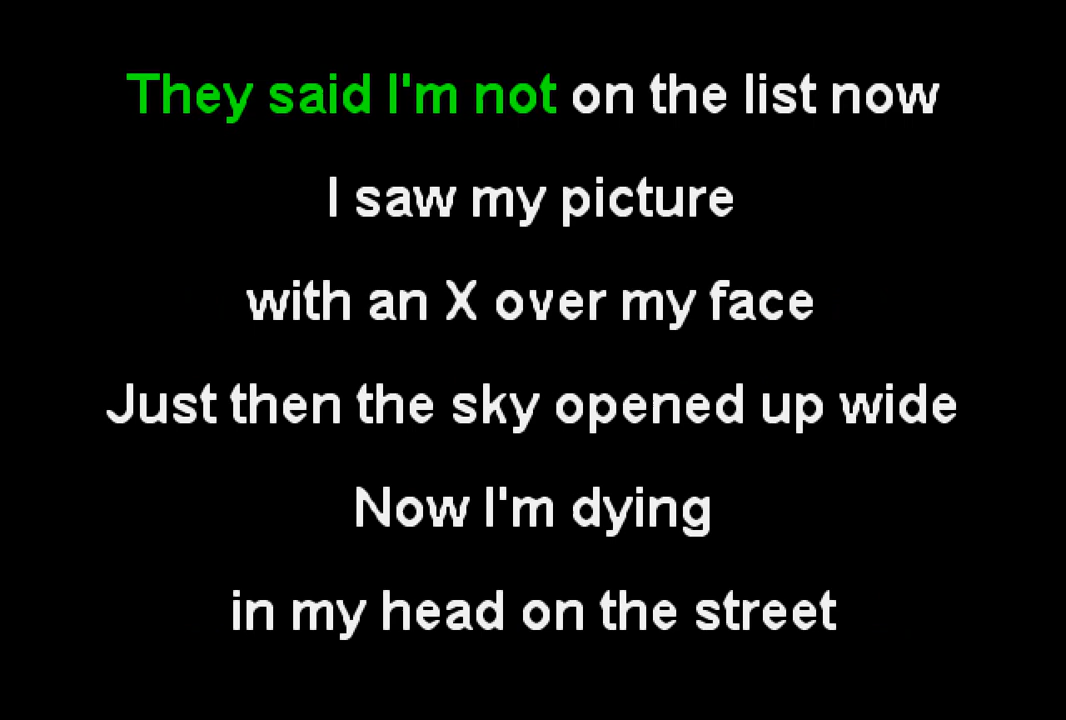 They said I'm not on the list now
I saw my picture
with an X over my face
Just then the sky opened up wide
Now I'm dying
in my head on the street